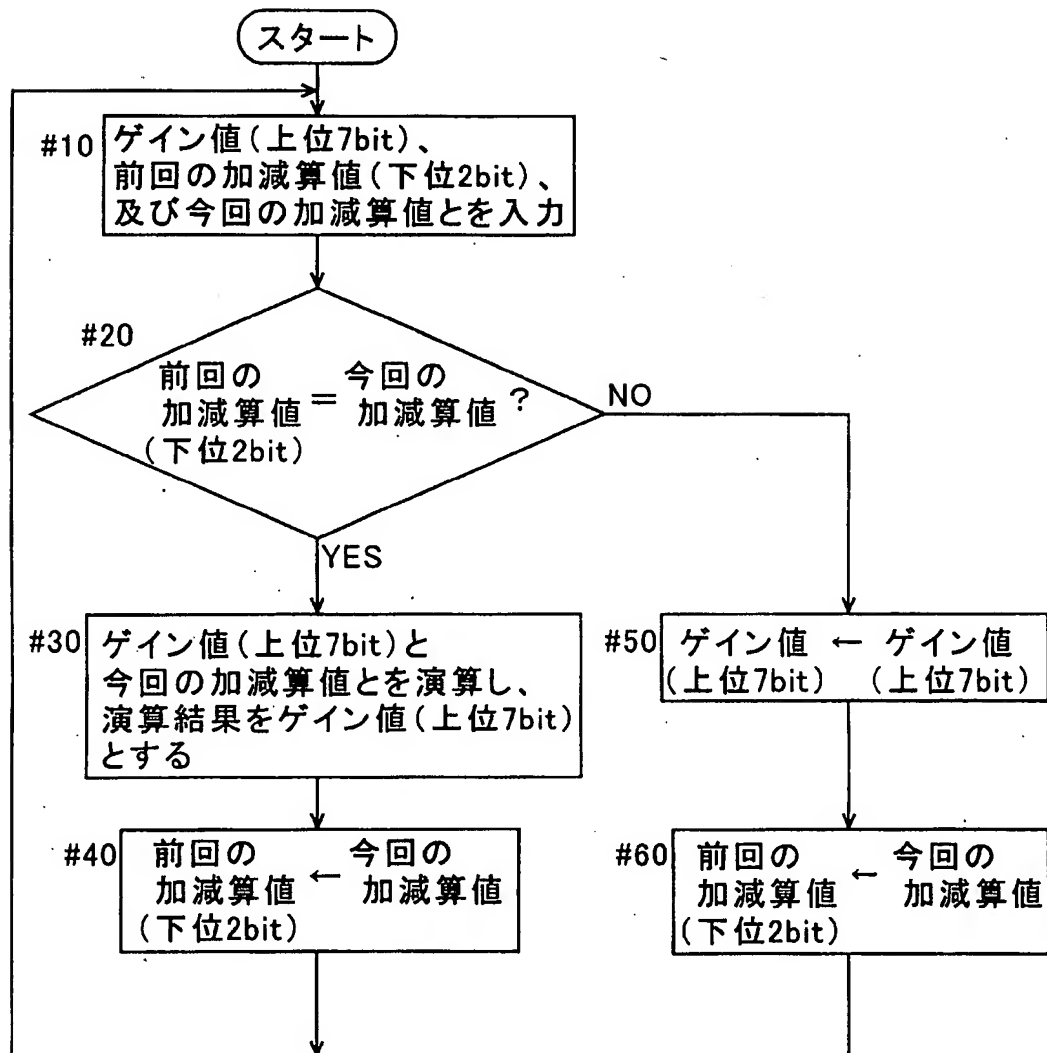 スタート
#10
ゲイン値(上位7bit)、
前回の加減算値(下位2bit)、
及び今回の加減算値とを入力
#20
前回の 今回の
加減算値 = 加減算値 ?
(下位2bit)
NO
YES
#30
ゲイン値(上位7bit)と
今回の加減算値とを演算し、
演算結果をゲイン値(上位7bit)
とする
#50
ゲイン値 ← ゲイン値
(上位7bit) (上位7bit)
#40
前回の 今回の
加減算値 ← 加減算値
(下位2bit)
#60
前回の 今回の
加減算値 ← 加減算値
(下位2bit)